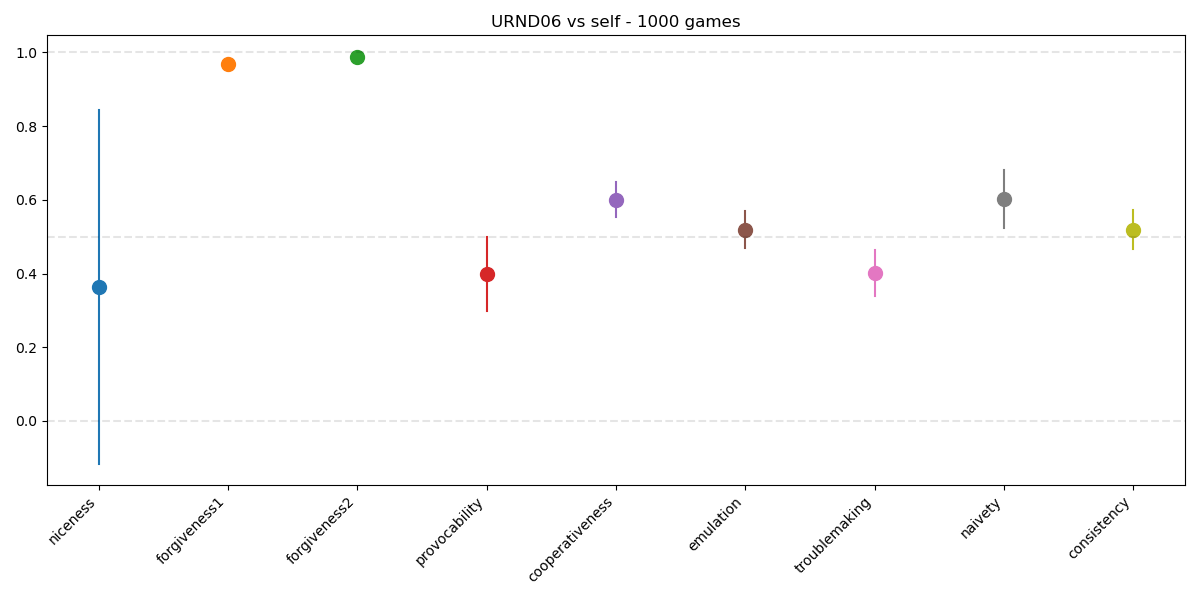 URND06 vs self - 1000 games
1.0
0.8
0.6
0.4
0.2
0.0
niceness
forgiveness1
forgiveness2
provocability
cooperativeness
emulation
troublemaking
naivety
consistency